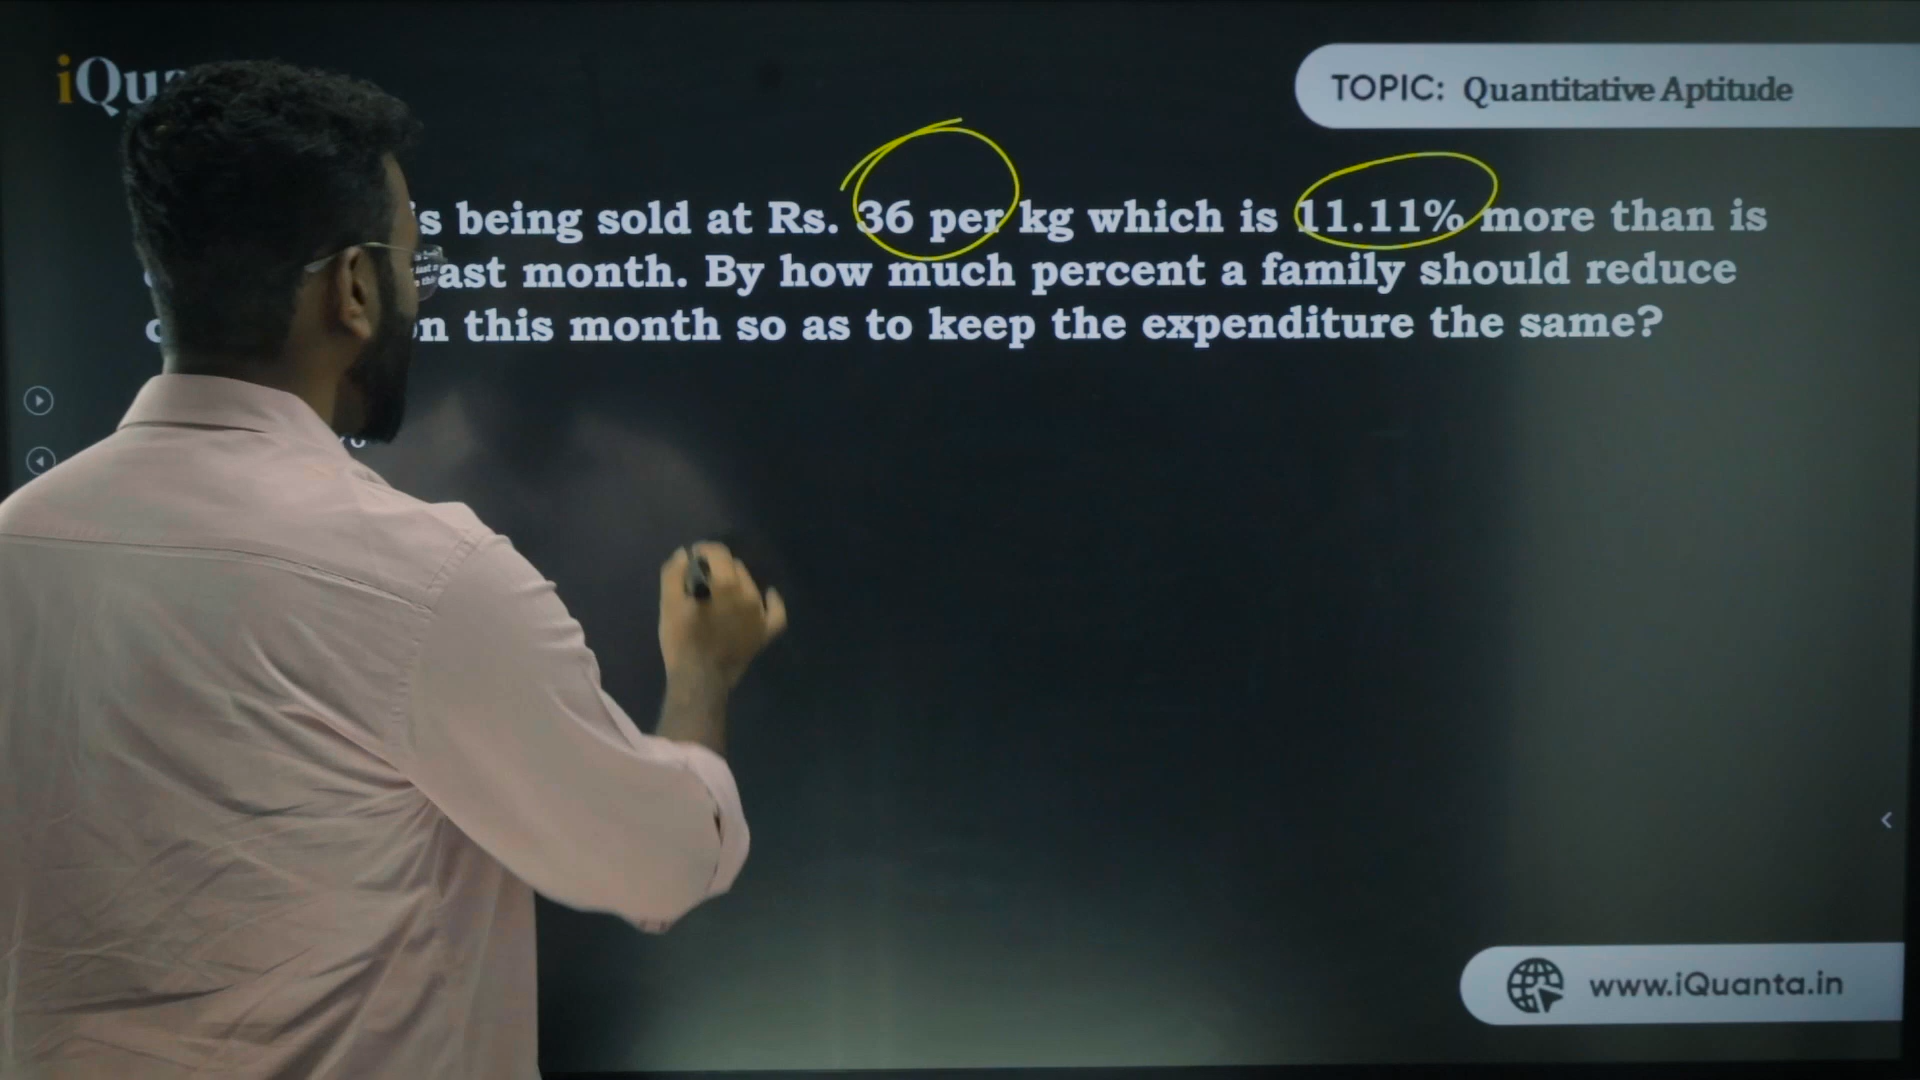 iQu
TOPIC: Quantitative Aptitude
is being sold at Rs. 36 per kg which is 11.11% more than is
month. By how much percent a family should reduce
this month so as to keep the expenditure the same?
www.iQuanta.in